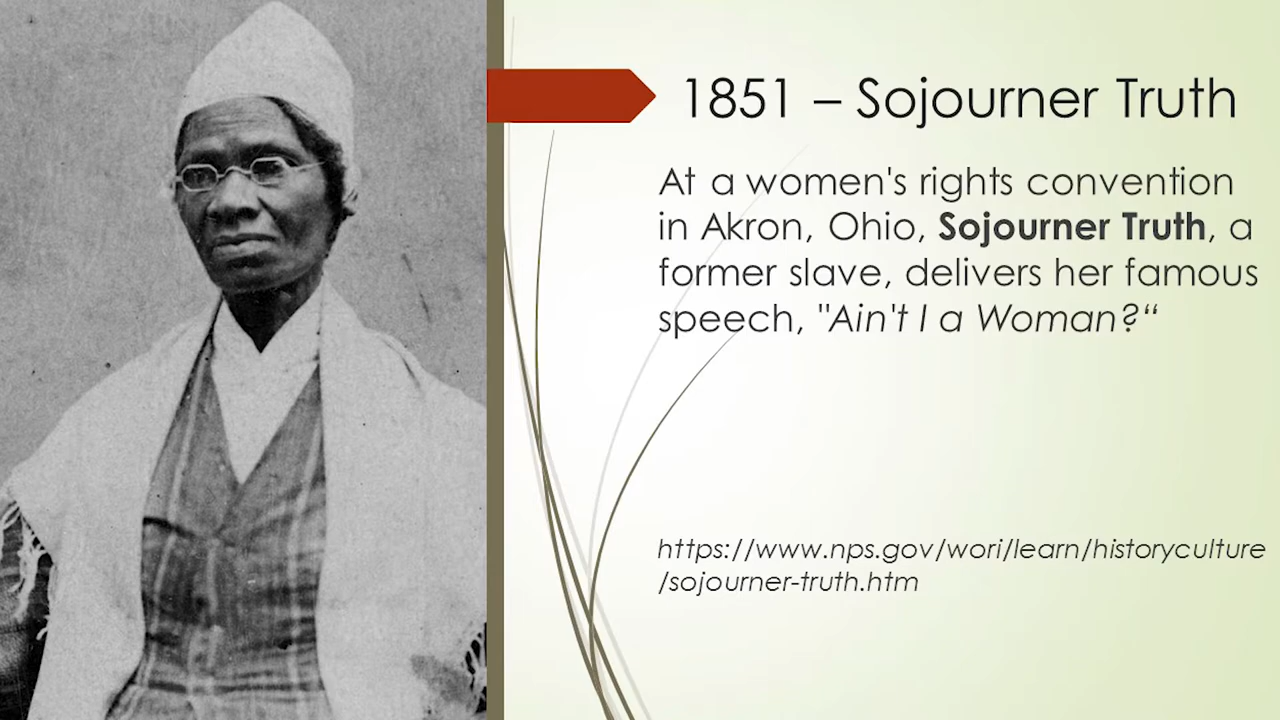 1851 – Sojourner Truth
At a women's rights convention
in Akron, Ohio, Sojourner Truth, a
former slave, delivers her famous
speech, "Ain't I a Woman?“
https://www.nps.gov/wori/learn/historyculture
/sojourner-truth.htm